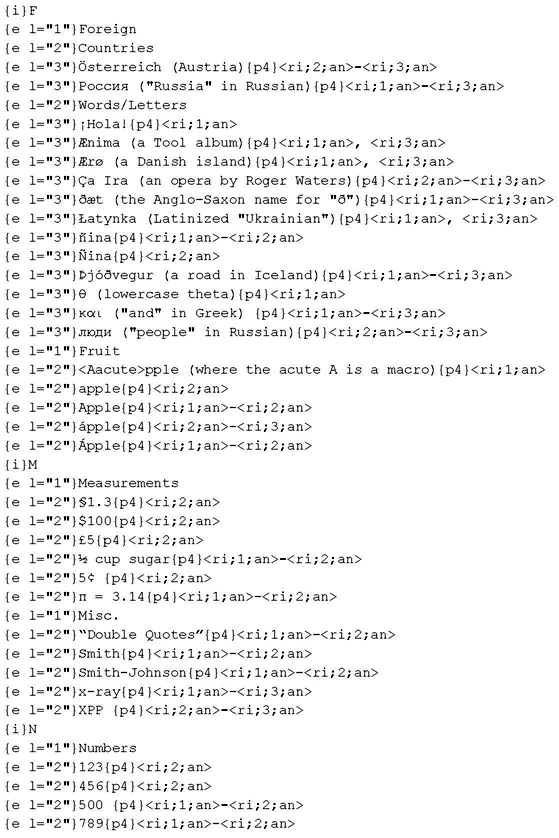 {i}F
{e l="1"}Foreign
{e l="2"}Countries
{e l="3"}Österreich (Austria){p4}<ri;2;an>-<ri;3;an>
{e l="3"}Россия ("Russia" in Russian){p4}<ri;1;an>-<ri;3;an>
{e l="2"}Words/Letters
{e l="3"}¡Hola!{p4}<ri;1;an>
{e l="3"}Ænima (a Tool album){p4}<ri;1;an>, <ri;3;an>
{e l="3"}Ærø (a Danish island){p4}<ri;1;an>, <ri;3;an>
{e l="3"}Ça Ira (an opera by Roger Waters){p4}<ri;2;an>-<ri;3;an>
{e l="3"}ðæt (the Anglo-Saxon name for "ð"){p4}<ri;1;an>-<ri;3;an>
{e l="3"}Łatynka (Latinized "Ukrainian"){p4}<ri;1;an>, <ri;3;an>
{e l="3"}ñina{p4}<ri;1;an>-<ri;2;an>
{e l="3"}Ñina{p4}<ri;2;an>
{e l="3"}Þjóðvegur (a road in Iceland){p4}<ri;1;an>-<ri;3;an>
{e l="3"}θ (lowercase theta){p4}<ri;1;an>
{e l="3"}και ("and" in Greek) {p4}<ri;1;an>-<ri;3;an>
{e l="3"}люди ("people" in Russian){p4}<ri;2;an>-<ri;3;an>
{e l="1"}Fruit
{e l="2"}<Aacute>pple (where the acute A is a macro){p4}<ri;1;an>
{e l="2"}apple{p4}<ri;2;an>
{e l="2"}Apple{p4}<ri;1;an>-<ri;2;an>
{e l="2"}ápple{p4}<ri;2;an>-<ri;3;an>
{e l="2"}Ápple{p4}<ri;1;an>-<ri;2;an>
{i}M
{e l="1"}Measurements
{e l="2"}§1.3{p4}<ri;2;an>
{e l="2"}$100{p4}<ri;2;an>
{e l="2"}£5{p4}<ri;2;an>
{e l="2"}½ cup sugar{p4}<ri;1;an>-<ri;2;an>
{e l="2"}5¢ {p4}<ri;2;an>
{e l="2"}π = 3.14{p4}<ri;1;an>-<ri;2;an>
{e l="1"}Misc.
{e l="2"}“Double Quotes”{p4}<ri;1;an>-<ri;2;an>
{e l="2"}Smith{p4}<ri;1;an>-<ri;2;an>
{e l="2"}Smith-Johnson{p4}<ri;1;an>-<ri;2;an>
{e l="2"}x-ray{p4}<ri;1;an>-<ri;3;an>
{e l="2"}XPP {p4}<ri;2;an>-<ri;3;an>
{i}N
{e l="1"}Numbers
{e l="2"}123{p4}<ri;2;an>
{e l="2"}456{p4}<ri;2;an>
{e l="2"}500 {p4}<ri;1;an>-<ri;2;an>
{e l="2"}789{p4}<ri;1;an>-<ri;2;an>